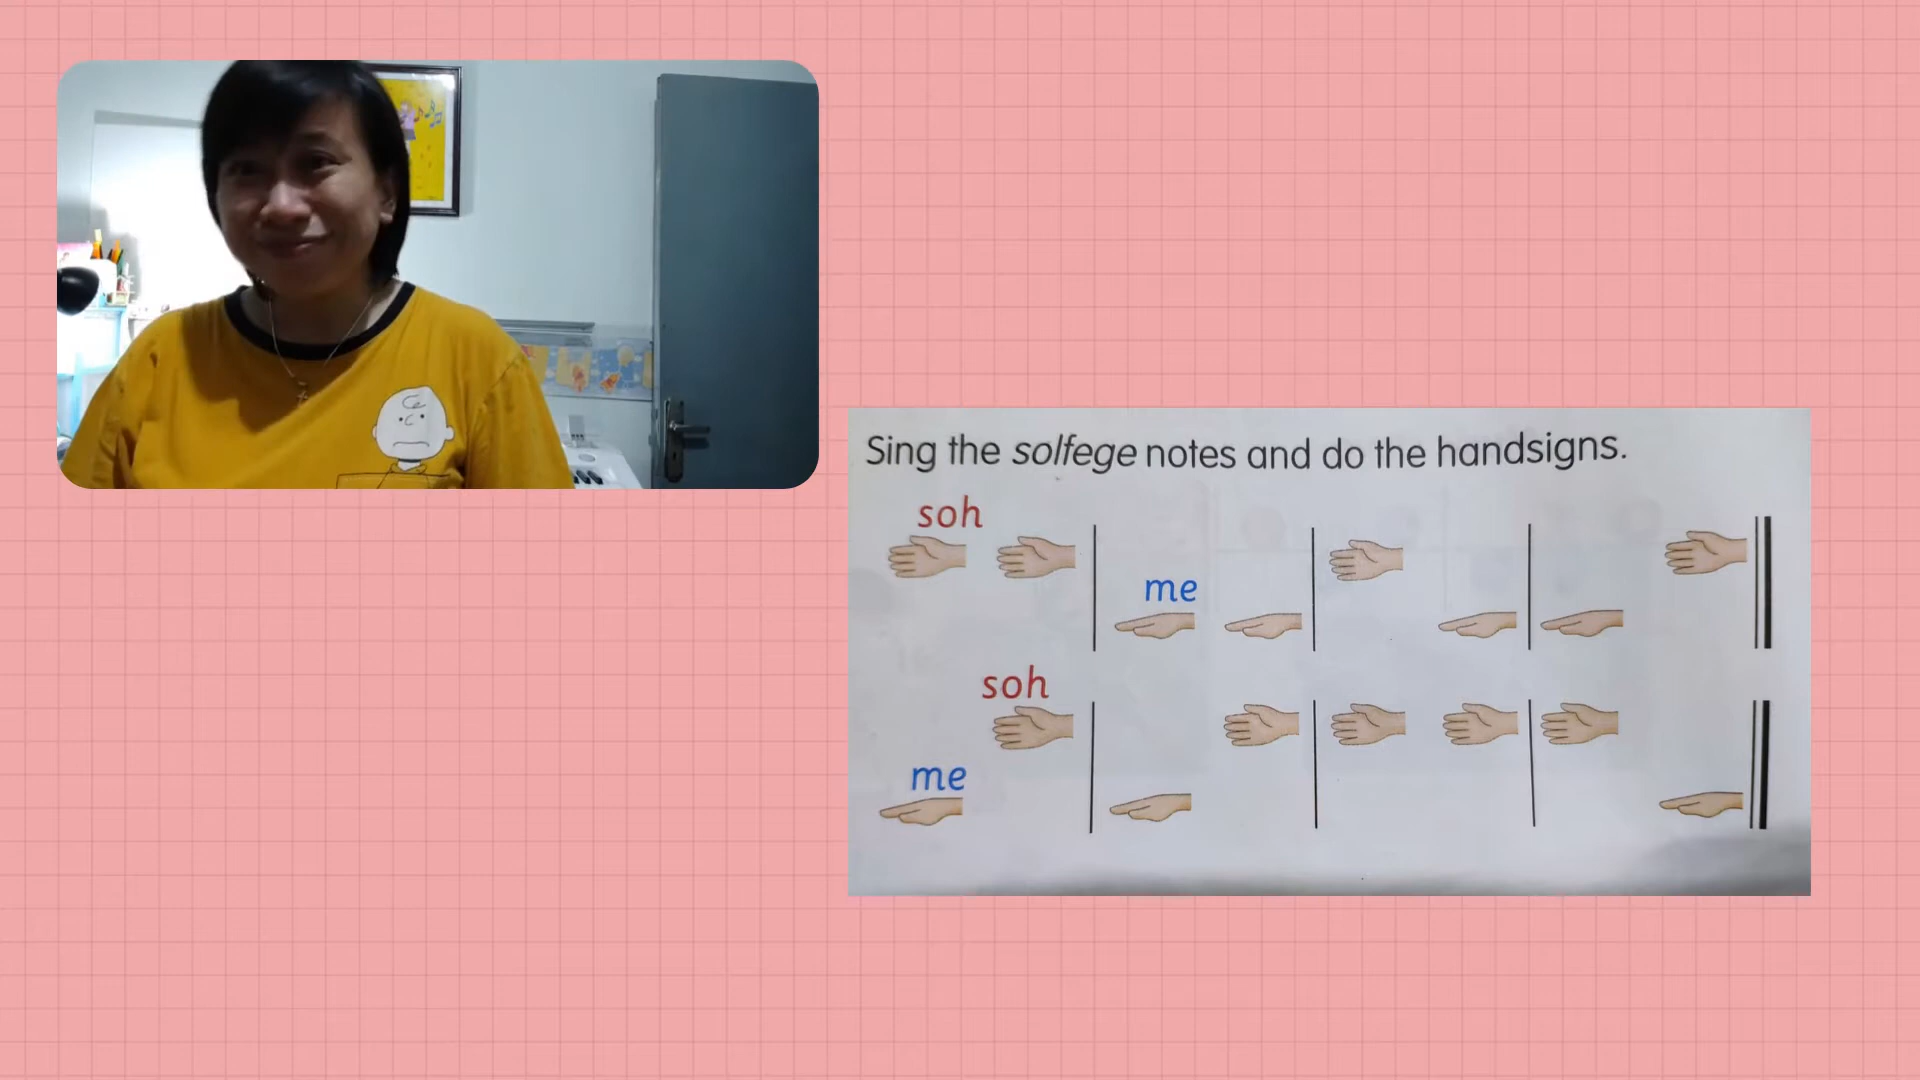 Sing the solfege notes and do the handsigns.
soh
me
soh
me